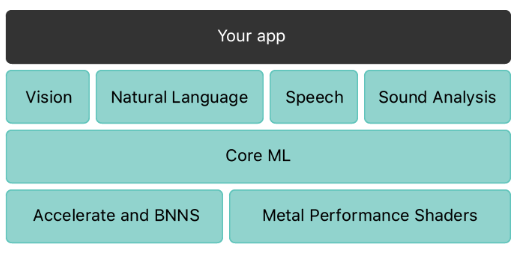 Your app
Vision
Natural Language
Speech
Sound Analysis
Core ML
Accelerate and BNNS
Metal Performance Shaders